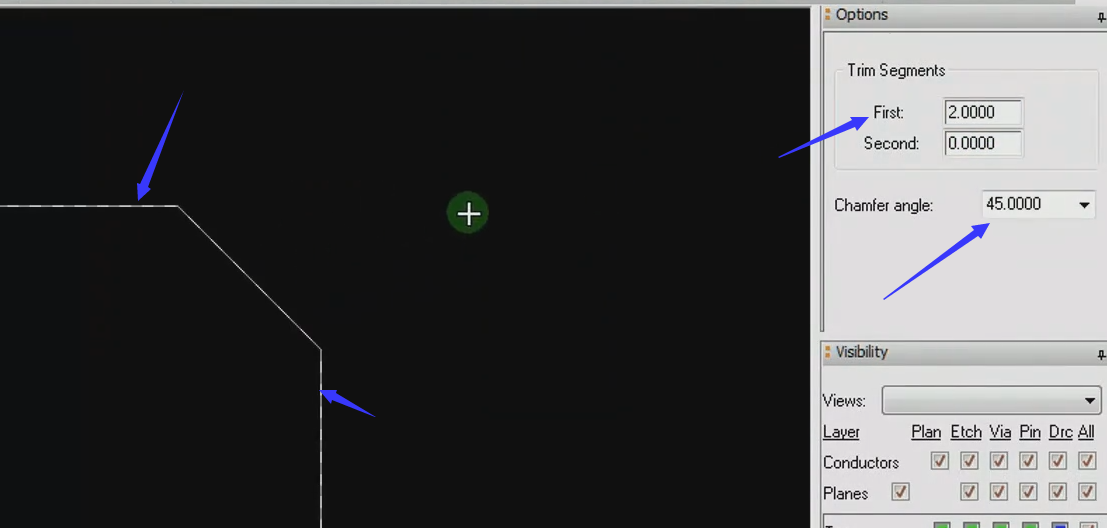 Options
Trim Segments
First: 2.0000
Second: 0.0000
Chamfer angle: 45.0000
Visibility
Views:
Layer Plan Etch Via Pin Drc All
Conductors
Planes